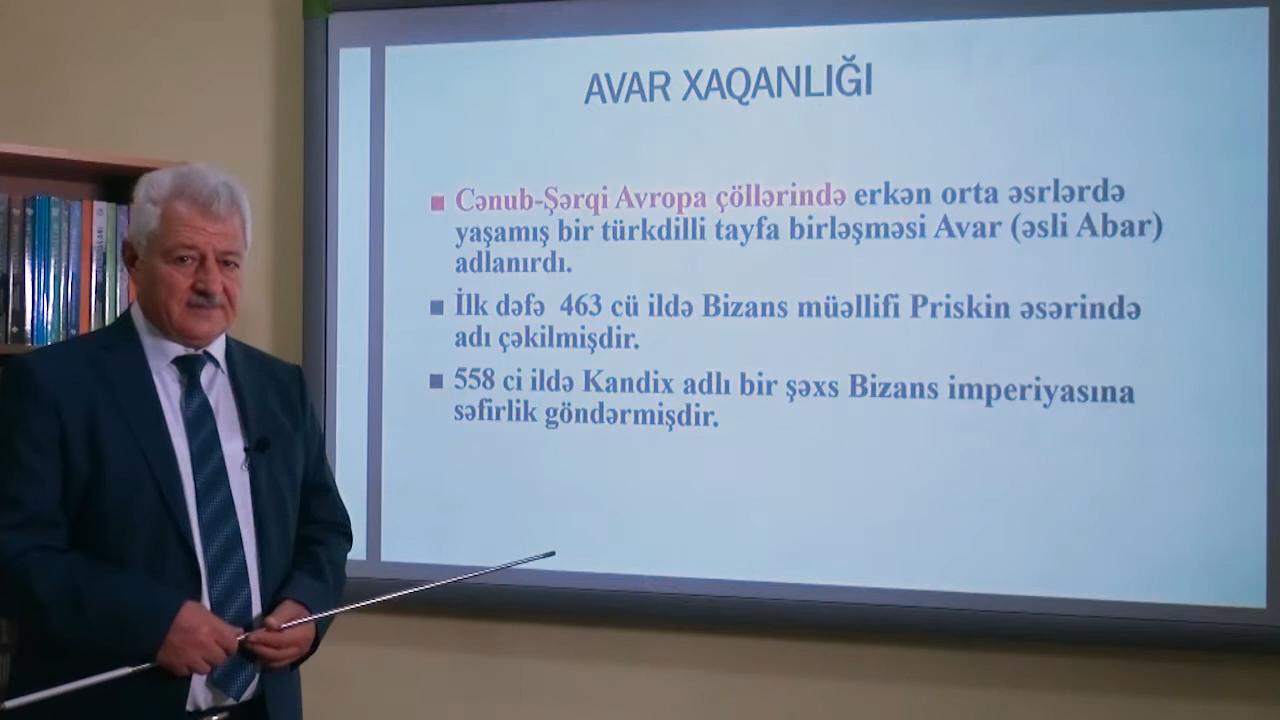 AVAR XAQANLIĞI
Cənub-Şərqi Avropa çöllərində erkən orta əsrlərdə
yaşamış bir türkdilli tayfa birləşməsi Avar (əsli Abar)
adlanırdı.
İlk dəfə 463 cü ildə Bizans müəllifi Priskin əsərində
adı çəkilmişdir.
558 ci ildə Kandix adlı bir şəxs Bizans imperiyasına
səfirlik göndərmişdir.